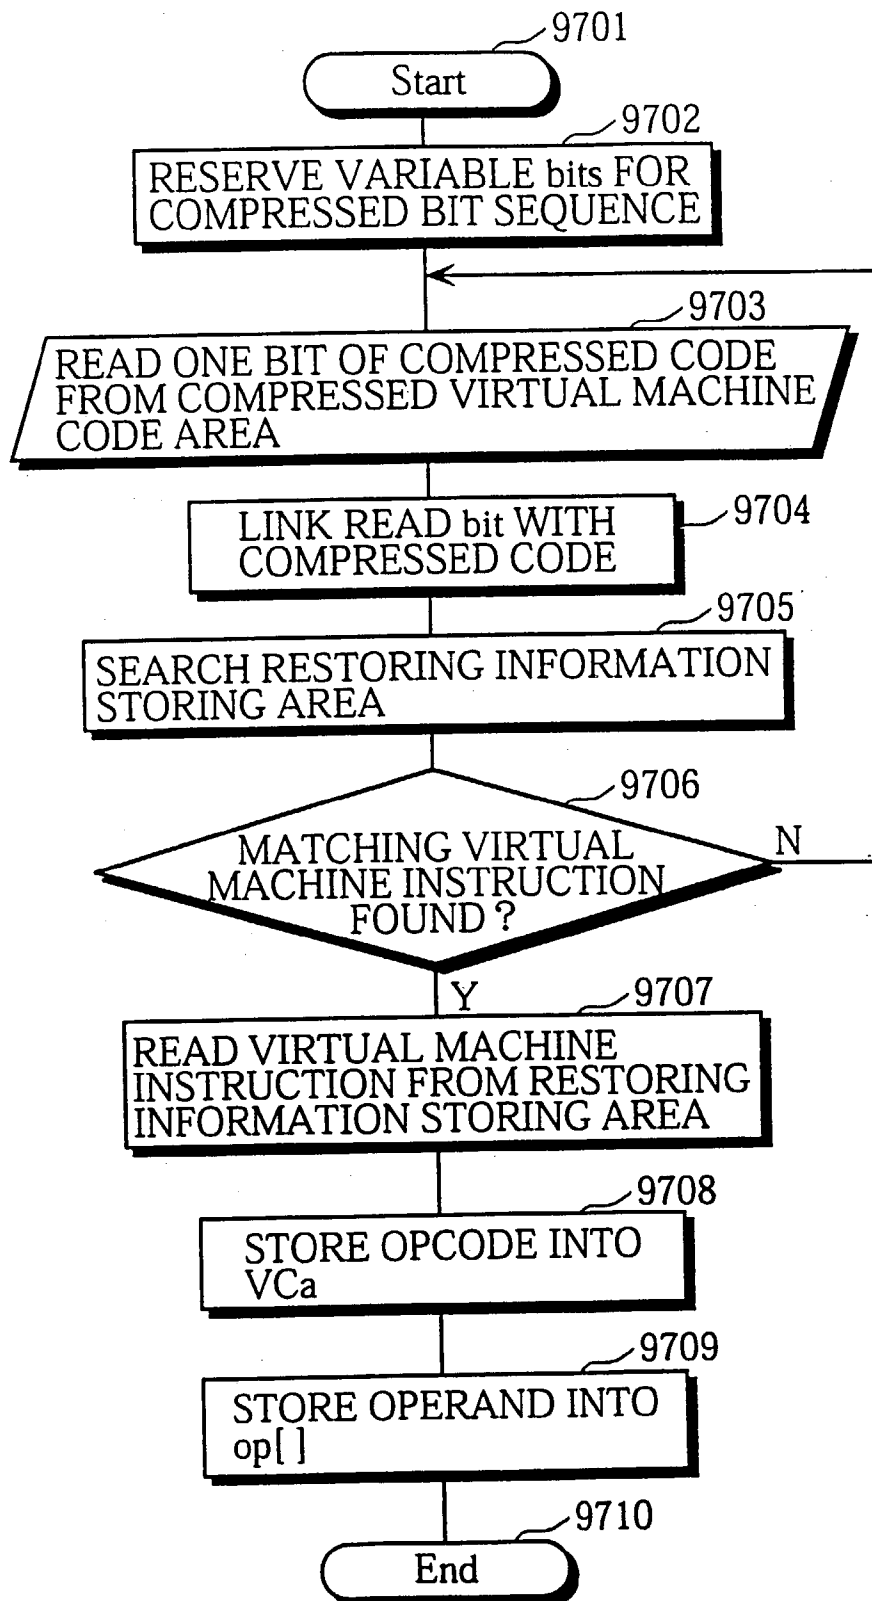 9701
Start
9702
RESERVE VARIABLE bits FOR
COMPRESSED BIT SEQUENCE
9703
READ ONE BIT OF COMPRESSED CODE
FROM COMPRESSED VIRTUAL MACHINE
CODE AREA
9704
LINK READ bit WITH
COMPRESSED CODE
9705
SEARCH RESTORING INFORMATION
STORING AREA
9706
MATCHING VIRTUAL
MACHINE INSTRUCTION
FOUND ?
N
Y
9707
READ VIRTUAL MACHINE
INSTRUCTION FROM RESTORING
INFORMATION STORING AREA
9708
STORE OPCODE INTO
VCa
9709
STORE OPERAND INTO
op[ ]
9710
End